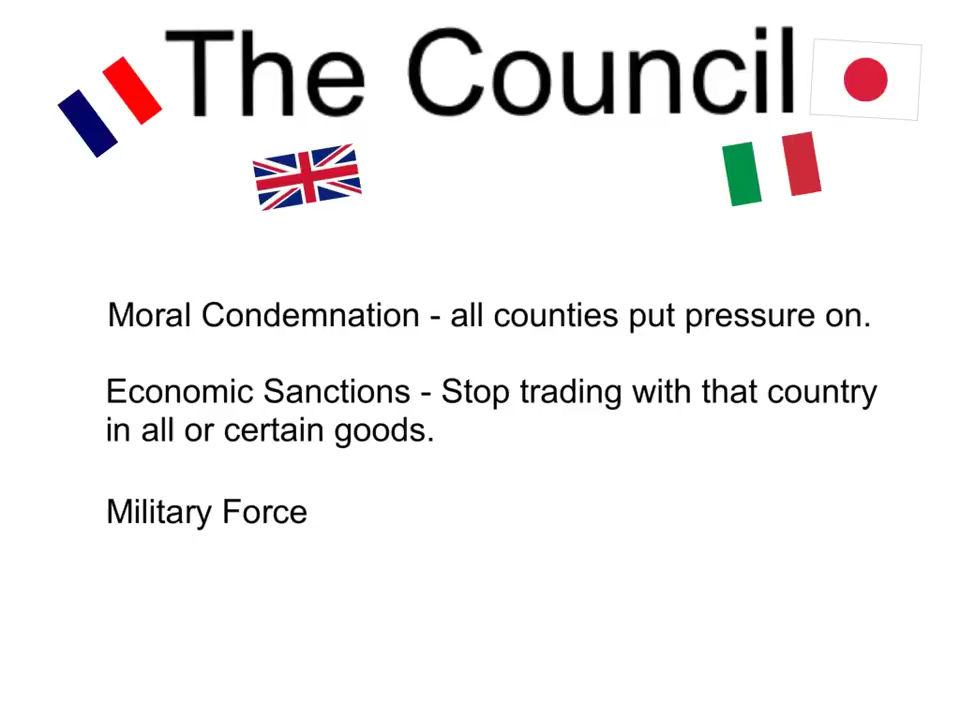 The Council
Moral Condemnation - all counties put pressure on.
Economic Sanctions - Stop trading with that country
in all or certain goods.
Military Force